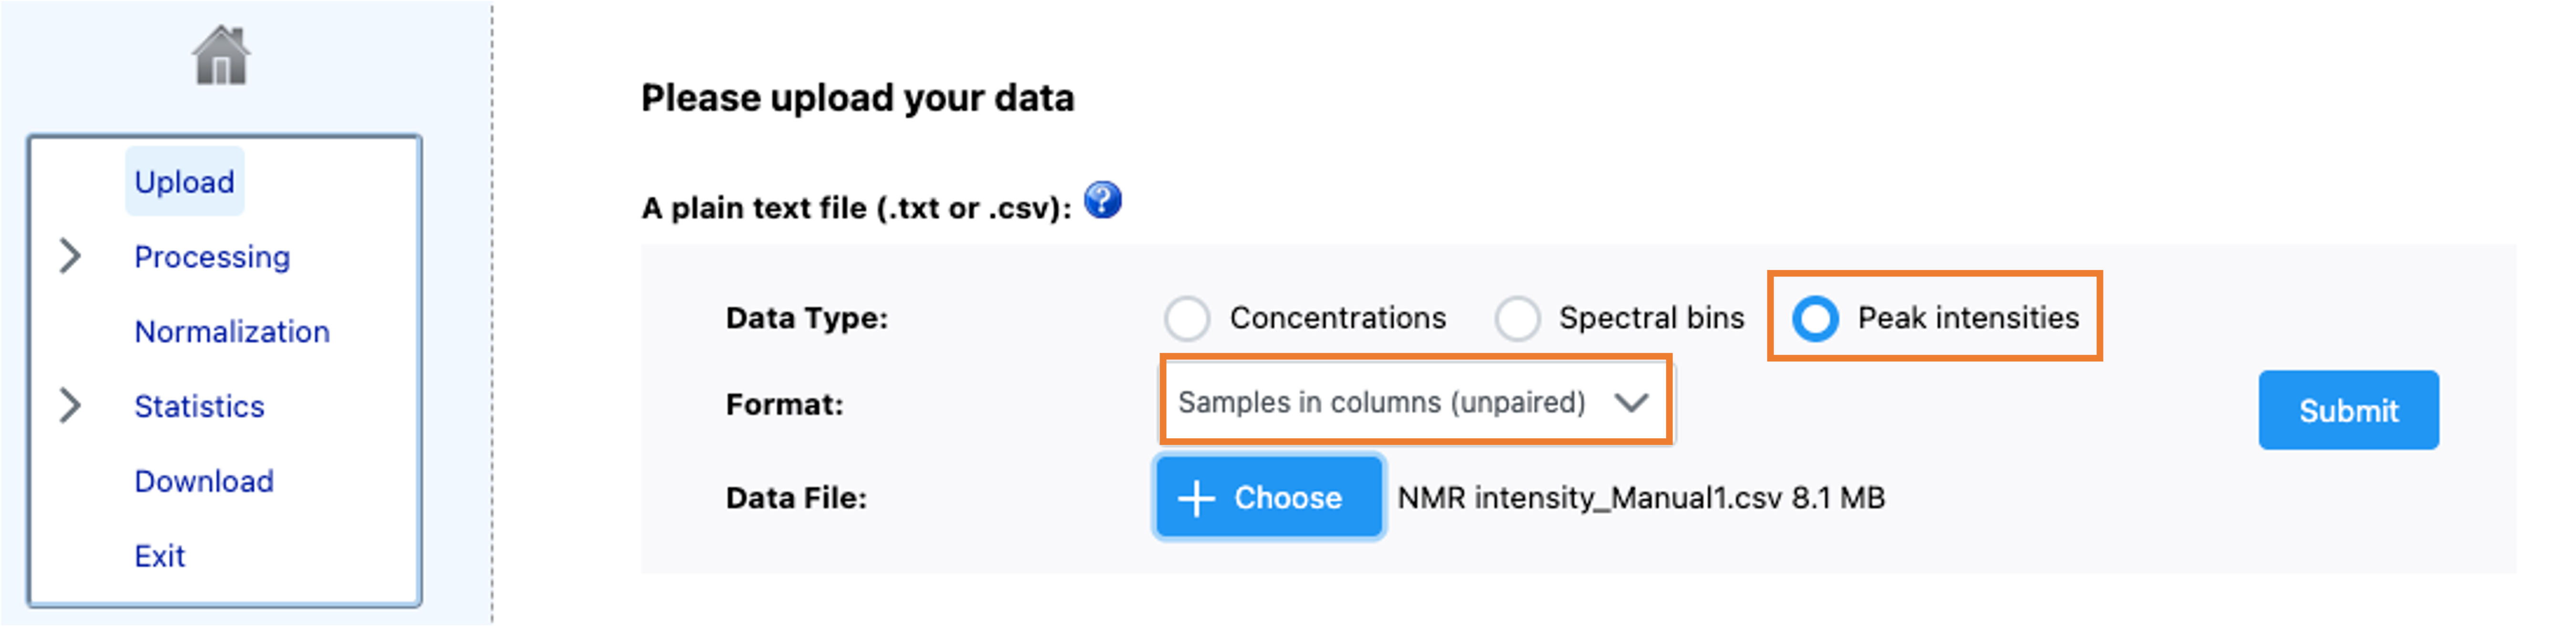 Upload
Processing
Normalization
Statistics
Download
Exit
Please upload your data
A plain text file (.txt or .csv): ?
Data Type: Concentrations Spectral bins Peak intensities
Format: Samples in columns (unpaired)
Submit
Data File: + Choose NMR intensity_Manual1.csv 8.1 MB